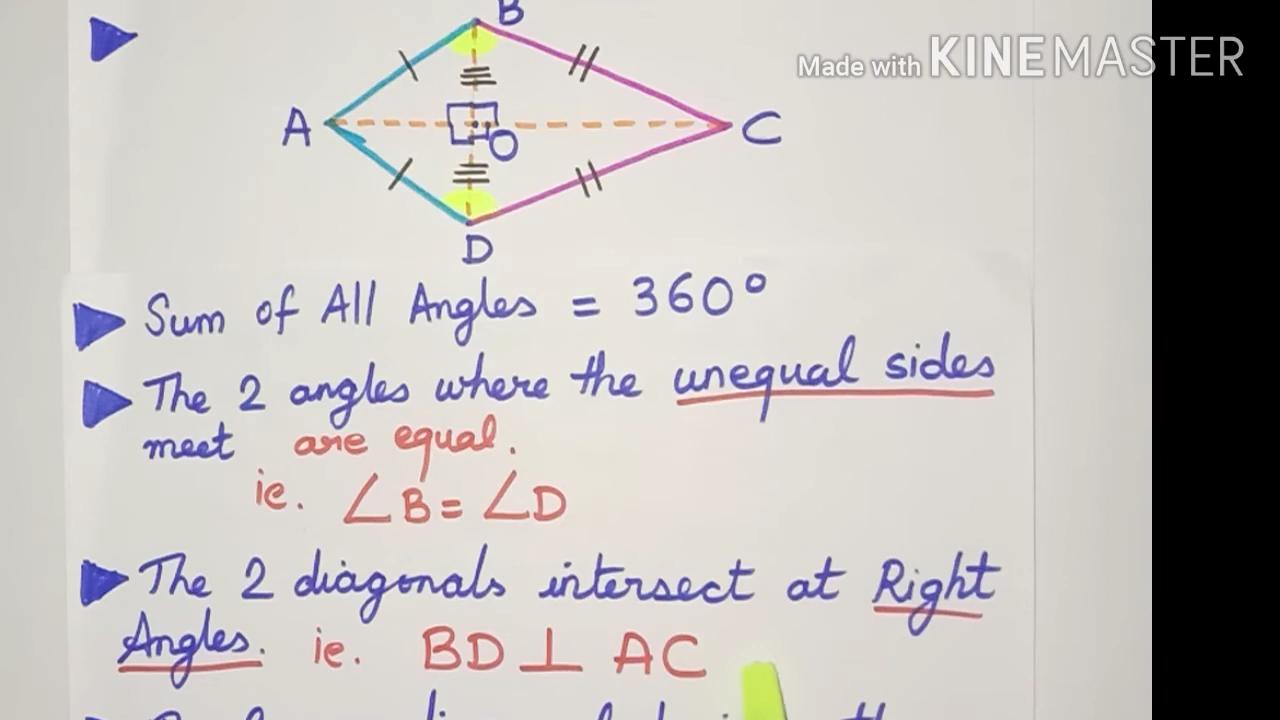 B
Made with KINEMASTER
A
O
C
D
Sum of All Angles = 360°
The 2 angles where the unequal sides
meet are equal.
ie. ∠B = ∠D
The 2 diagonals intersect at Right
Angles. ie. BD ⊥ AC